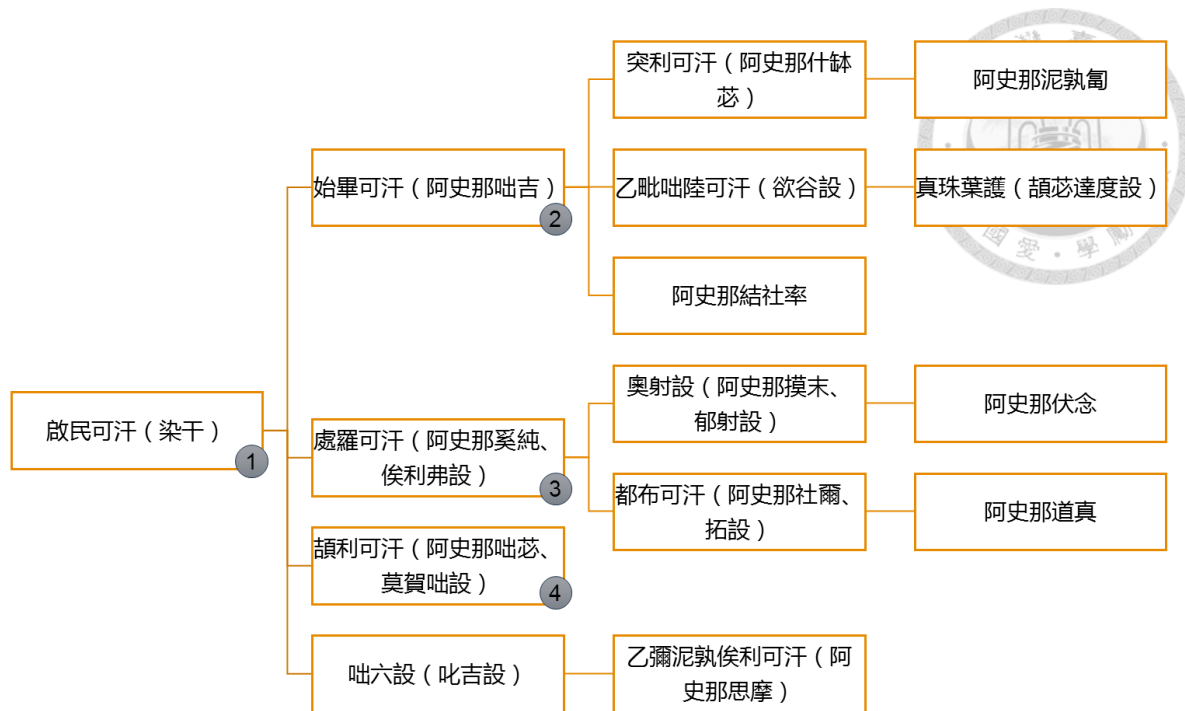 突利可汗（阿史那什缽
苾）
阿史那泥孰匐
始畢可汗（阿史那咄吉）
2
乙毗咄陸可汗（欲谷設）
真珠葉護（頡苾達度設）
阿史那結社率
啟民可汗（染干）
1
處羅可汗（阿史那奚純、
俟利弗設）
3
奧射設（阿史那摸末、
郁射設）
阿史那伏念
都布可汗（阿史那社爾、
拓設）
阿史那道真
頡利可汗（阿史那咄苾、
莫賀咄設）
4
咄六設（叱吉設）
乙彌泥孰俟利可汗（阿
史那思摩）
國愛·學勵